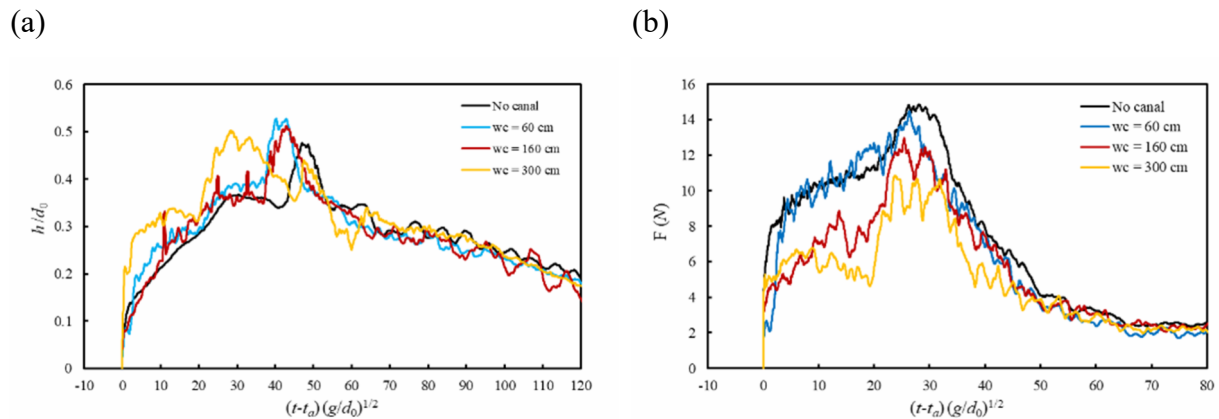 (a)
(b)
0.6
0.5
0.4
0.3
0.2
0.1
0
h/d₀
No canal
wc = 60 cm
wc = 160 cm
wc = 300 cm
-10 0 10 20 30 40 50 60 70 80 90 100 110 120
(t-tₐ) (g/d₀)¹/²
16
14
12
10
8
6
4
2
0
F (N)
No canal
wc = 60 cm
wc = 160 cm
wc = 300 cm
-10 0 10 20 30 40 50 60 70 80
(t-tₐ) (g/d₀)¹/²